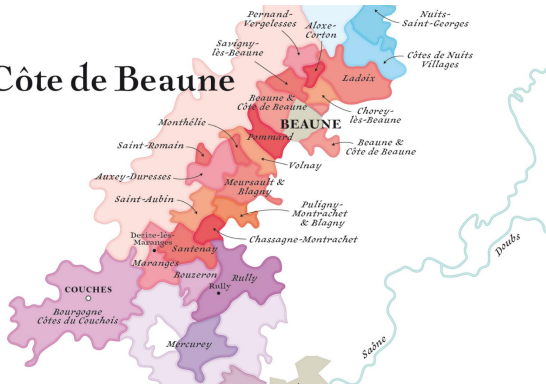 Pernand-
Vergelesses
Aloxe-
Corton
Nuits-
Saint-Georges
Savigny-
lès-Beaune
Côtes de Nuits
Villages
Côte de Beaune
Ladoix
Beaune &
Côte de Beaune
Chorey-
lès-Beaune
Monthélie
BEAUNE
Pommard
Saint-Romain
Beaune &
Côte de Beaune
Volnay
Auxey-Duresses
Meursault &
Blagny
Saint-Aubin
Puligny-
Montrachet
& Blagny
Dezize-lès-
Maranges
Chassagne-Montrachet
Santenay
Maranges
Bouzeron
Rully
Rully
COUCHES
Bourgogne
Côtes du Couchois
Mercurey
Doubs
Saône